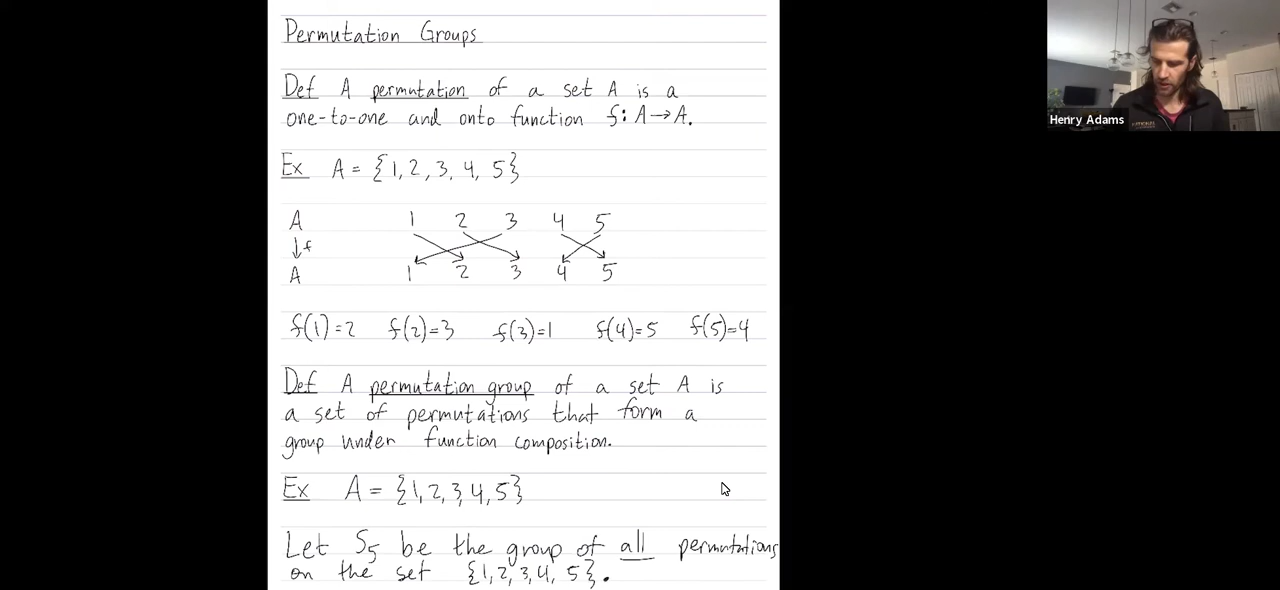 Permutation Groups
Def A permutation of a set A is a
one-to-one and onto function f: A→A.
Ex A = {1, 2, 3, 4, 5}
A 1 2 3 4 5
↓f
A 1 2 3 4 5
f(1)=2 f(2)=3 f(3)=1 f(4)=5 f(5)=4
Def A permutation group of a set A is
a set of permutations that form a
group under function composition.
Ex A = {1, 2, 3, 4, 5}
Let S₅ be the group of all permutations
on the set {1, 2, 3, 4, 5}.
Henry Adams